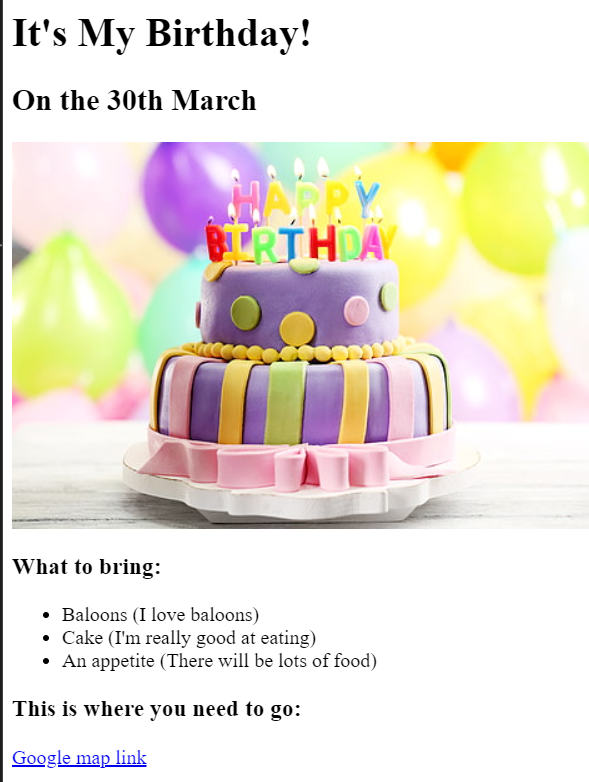 It's My Birthday!
On the 30th March
HAPPY
BIRTHDAY
What to bring:
Baloons (I love baloons)
Cake (I'm really good at eating)
An appetite (There will be lots of food)
This is where you need to go:
Google map link